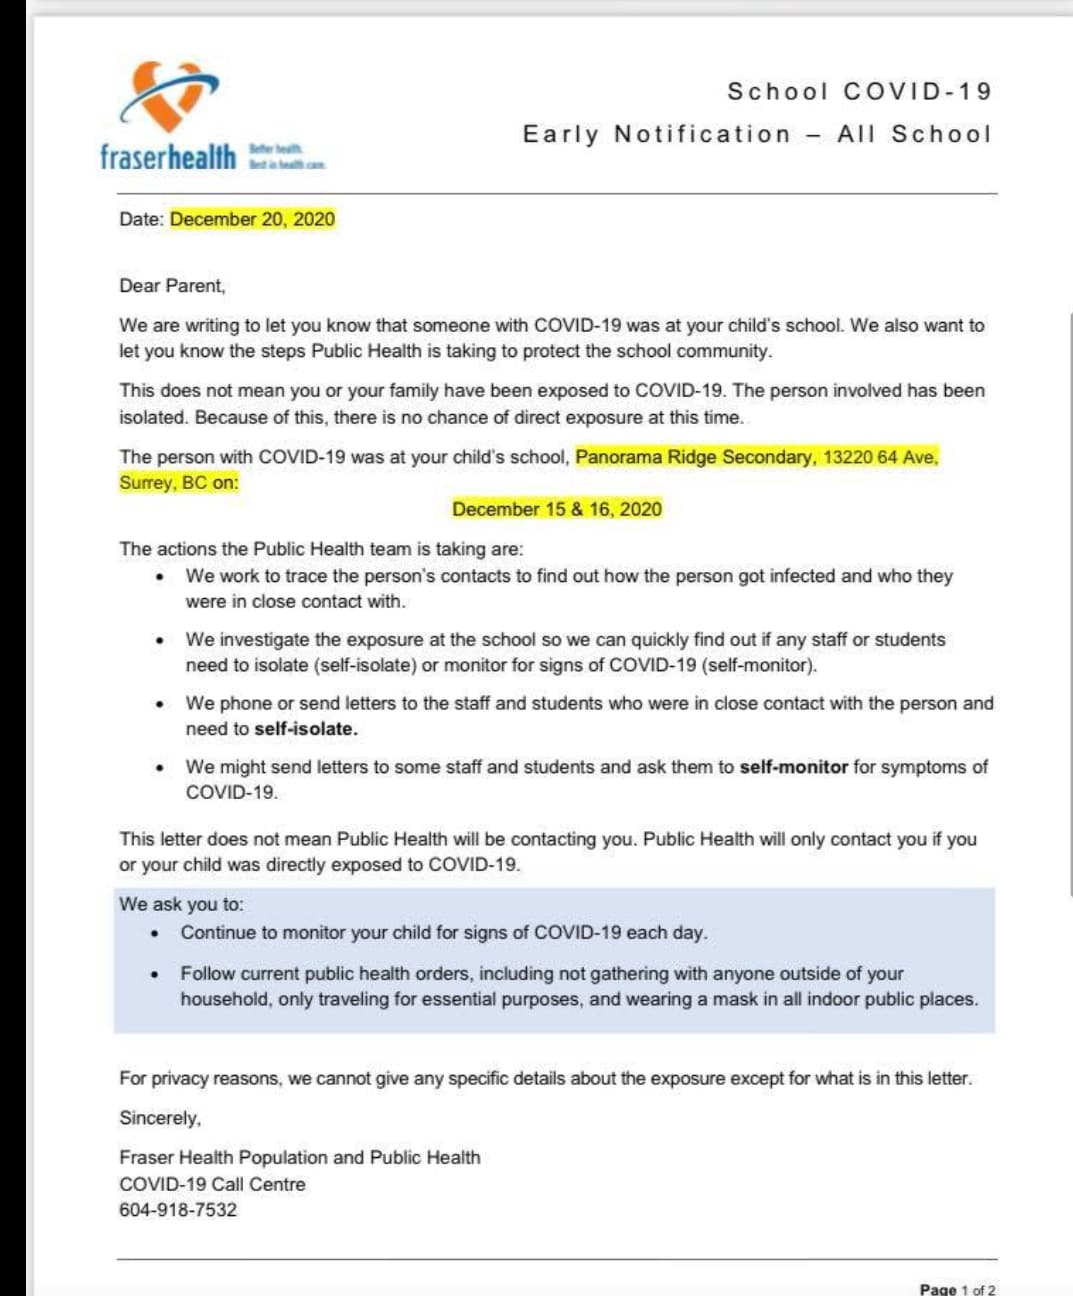 School COVID-19
Early Notification – All School
fraserhealth
Better health.
Best in health care.
Date: December 20, 2020
Dear Parent,
We are writing to let you know that someone with COVID-19 was at your child's school. We also want to
let you know the steps Public Health is taking to protect the school community.
This does not mean you or your family have been exposed to COVID-19. The person involved has been
isolated. Because of this, there is no chance of direct exposure at this time.
The person with COVID-19 was at your child's school, Panorama Ridge Secondary, 13220 64 Ave,
Surrey, BC on:
December 15 & 16, 2020
The actions the Public Health team is taking are:
• We work to trace the person's contacts to find out how the person got infected and who they
were in close contact with.
• We investigate the exposure at the school so we can quickly find out if any staff or students
need to isolate (self-isolate) or monitor for signs of COVID-19 (self-monitor).
• We phone or send letters to the staff and students who were in close contact with the person and
need to self-isolate.
• We might send letters to some staff and students and ask them to self-monitor for symptoms of
COVID-19.
This letter does not mean Public Health will be contacting you. Public Health will only contact you if you
or your child was directly exposed to COVID-19.
We ask you to:
• Continue to monitor your child for signs of COVID-19 each day.
• Follow current public health orders, including not gathering with anyone outside of your
household, only traveling for essential purposes, and wearing a mask in all indoor public places.
For privacy reasons, we cannot give any specific details about the exposure except for what is in this letter.
Sincerely,
Fraser Health Population and Public Health
COVID-19 Call Centre
604-918-7532
Page 1 of 2